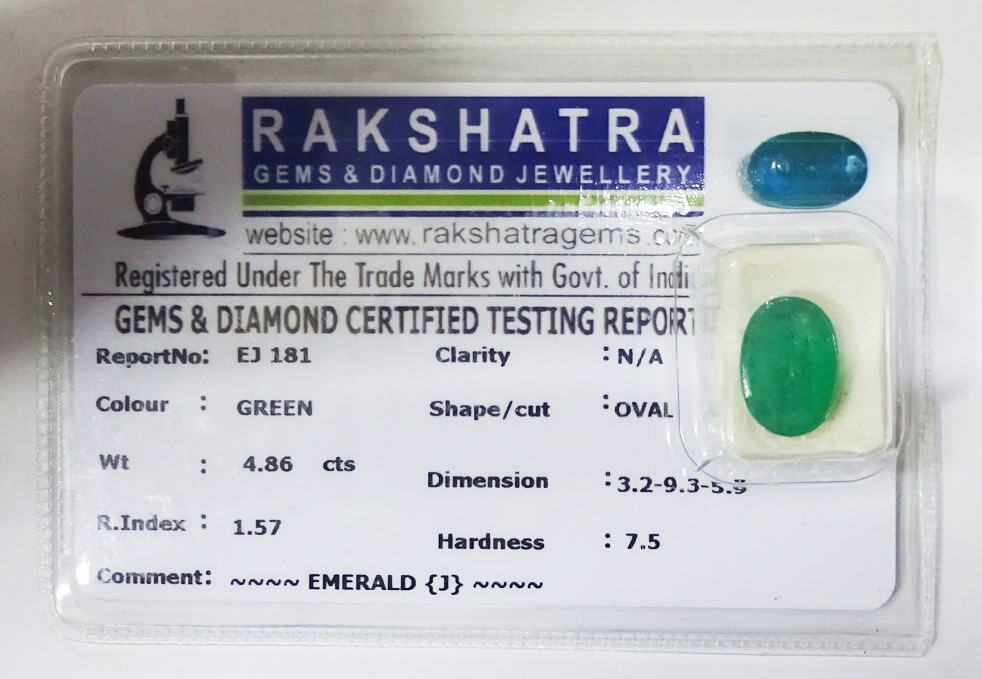 RAKSHATRA
GEMS & DIAMOND JEWELLERY
website : www. rakshatragems
Registered Under The Trade Marks with Govt. of
GEMS & DIAMOND CERTIFIED TESTING REPORT
ReportNo: EJ 181 Clarity : N/A
Colour : GREEN Shape/cut : OVAL
Wt : 4.86 cts Dimension : 3.2-9.3-5.9
R.Index : 1.57 Hardness : 7.5
Comment: ~~~~ EMERALD {J} ~~~~